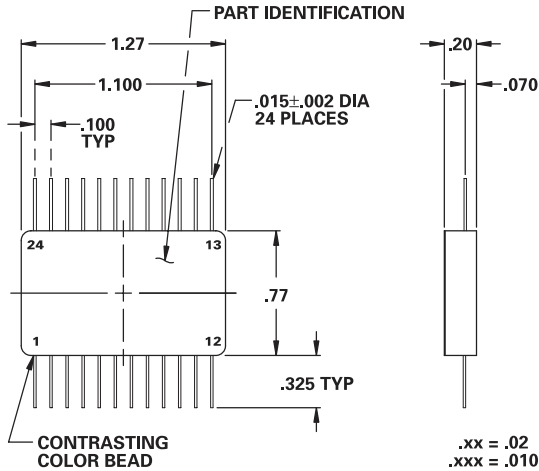 PART IDENTIFICATION
1.27
.20
1.100
.070
.015±.002 DIA
24 PLACES
.100
TYP
24
13
.77
1
12
.325 TYP
CONTRASTING
COLOR BEAD
.xx = .02
.xxx = .010